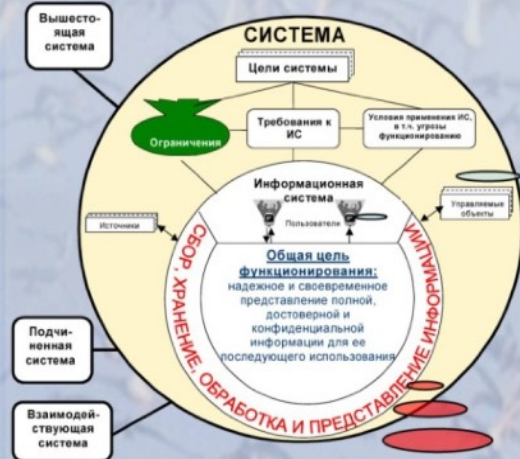 Вышесто-
ящая
система
СИСТЕМА
Цели системы
Ограничения
Требования к
ИС
Условия применения ИС,
в т.ч. угрозы
функционированию
Информационная
система
Источники
Пользователи
Управляемые
объекты
Общая цель
функционирования:
надежное и своевременное
представление полной,
достоверной и
конфиденциальной
информации для ее
последующего использования
СБОР, ХРАНЕНИЕ, ОБРАБОТКА И ПРЕДСТАВЛЕНИЕ ИНФОРМАЦИИ
Подчи-
ненная
система
Взаимодей-
ствующая
система